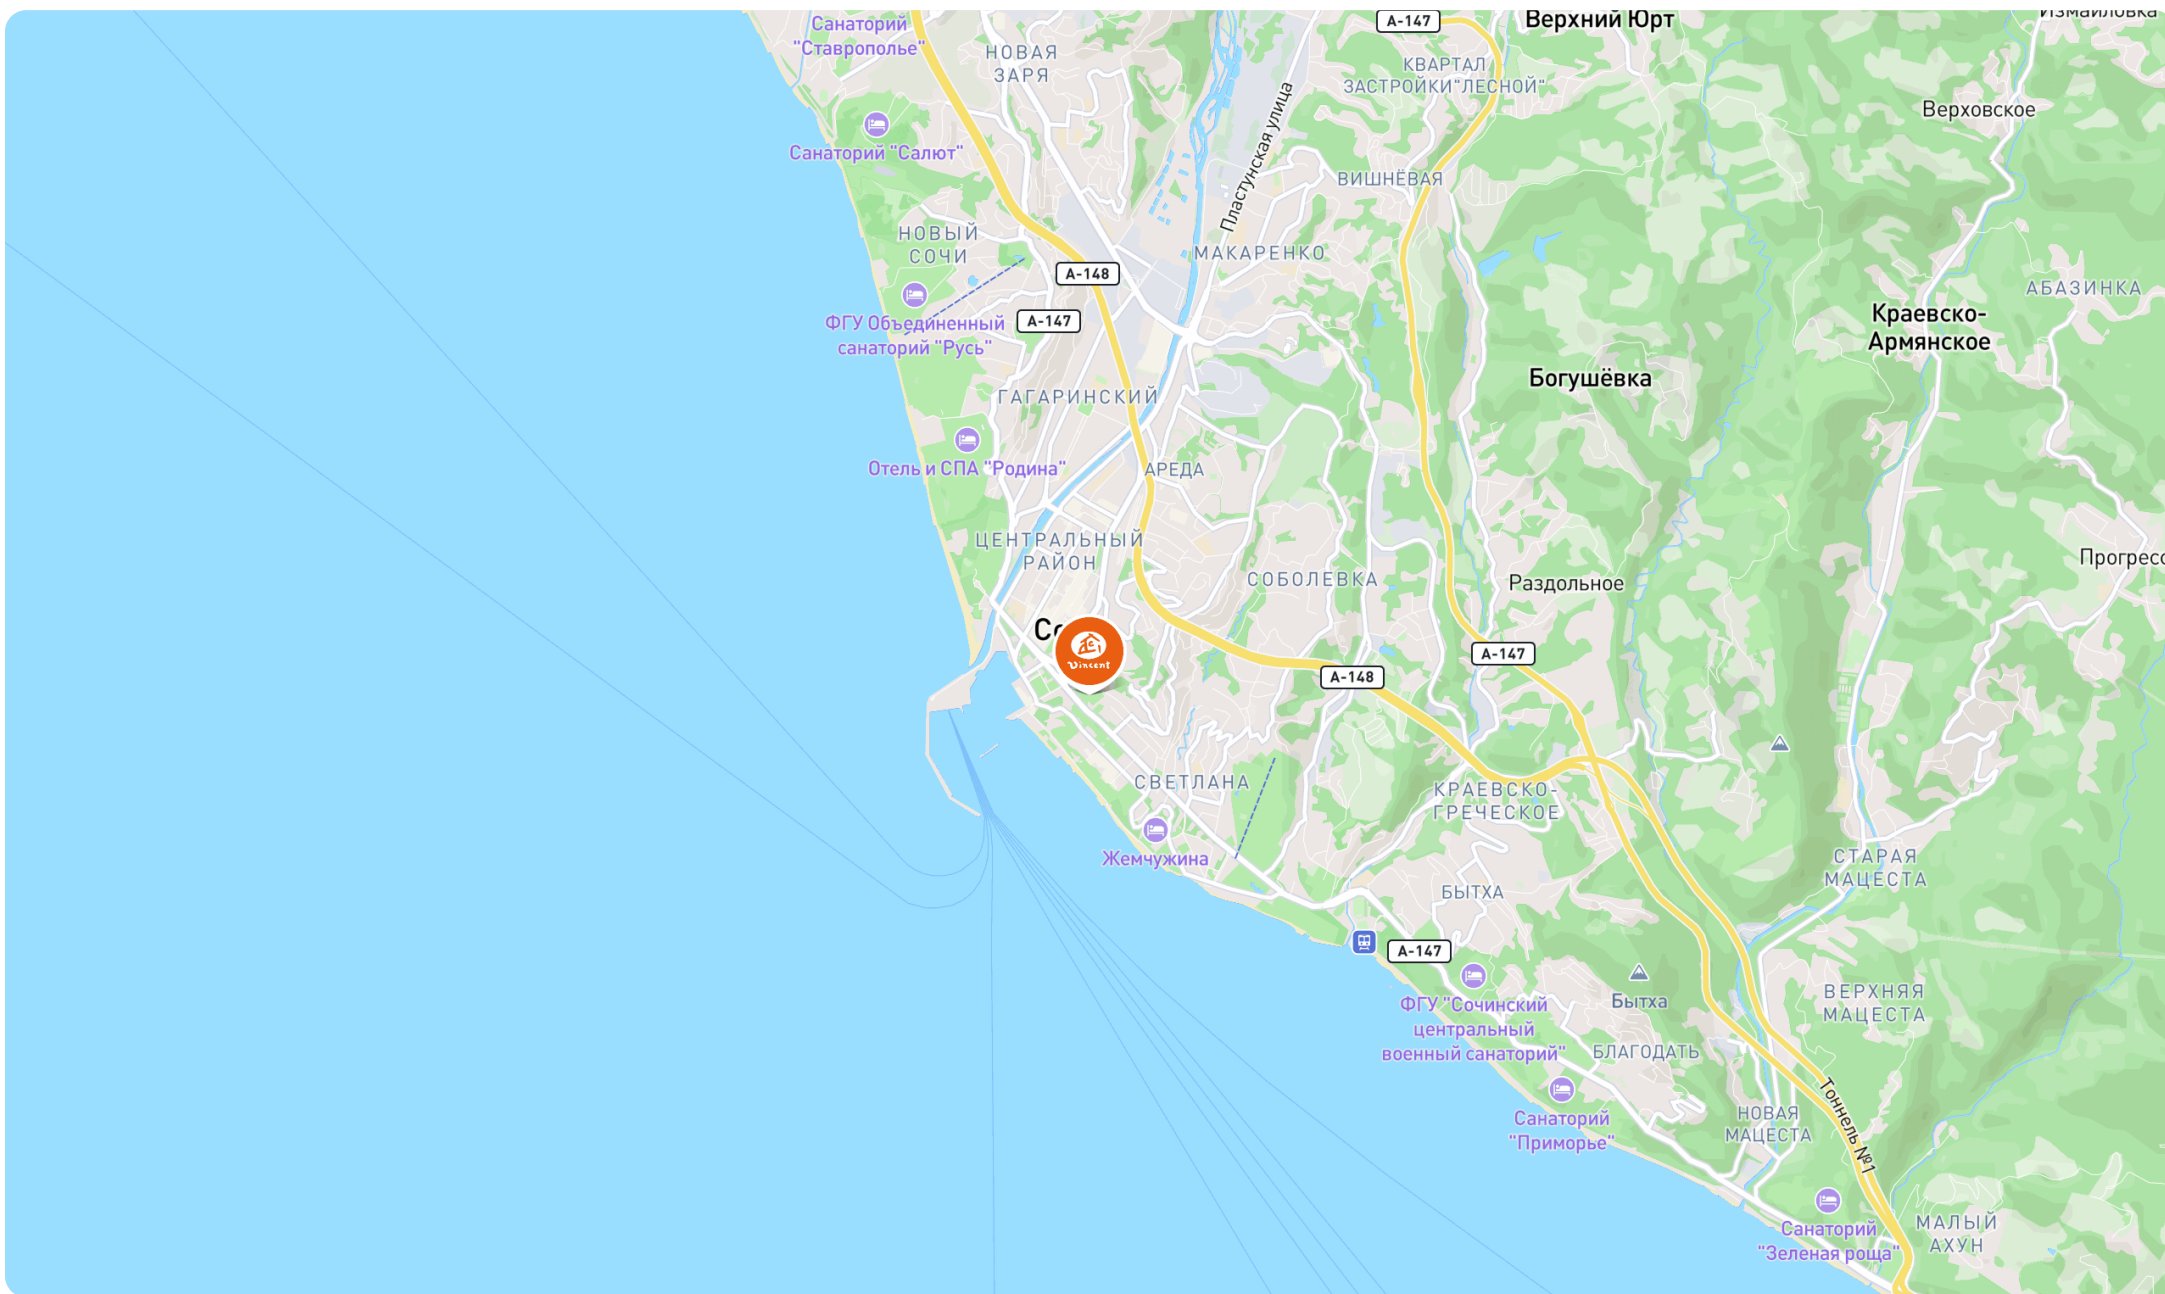 Санаторий
"Ставрополье"
НОВАЯ
ЗАРЯ
А-147
Верхний Юрт
Измайловка
КВАРТАЛ
ЗАСТРОЙКИ"ЛЕСНОЙ"
Верховское
Санаторий "Салют"
Пластунская улица
ВИШНЁВАЯ
НОВЫЙ
СОЧИ
МАКАРЕНКО
А-148
АБАЗИНКА
ФГУ Объединенный
санаторий "Русь"
А-147
Краевско-
Армянское
Богушёвка
ГАГАРИНСКИЙ
Отель и СПА "Родина"
АРЕДА
ЦЕНТРАЛЬНЫЙ
РАЙОН
СОБОЛЕВКА
Раздольное
Прогресс
Vincent
А-147
А-148
СВЕТЛАНА
КРАЕВСКО-
ГРЕЧЕСКОЕ
Жемчужина
СТАРАЯ
МАЦЕСТА
БЫТХА
А-147
ФГУ "Сочинский
центральный
военный санаторий"
Бытха
ВЕРХНЯЯ
МАЦЕСТА
БЛАГОДАТЬ
Санаторий
"Приморье"
НОВАЯ
МАЦЕСТА
Тоннель №1
Санаторий
"Зеленая роща"
МАЛЫЙ
АХУН